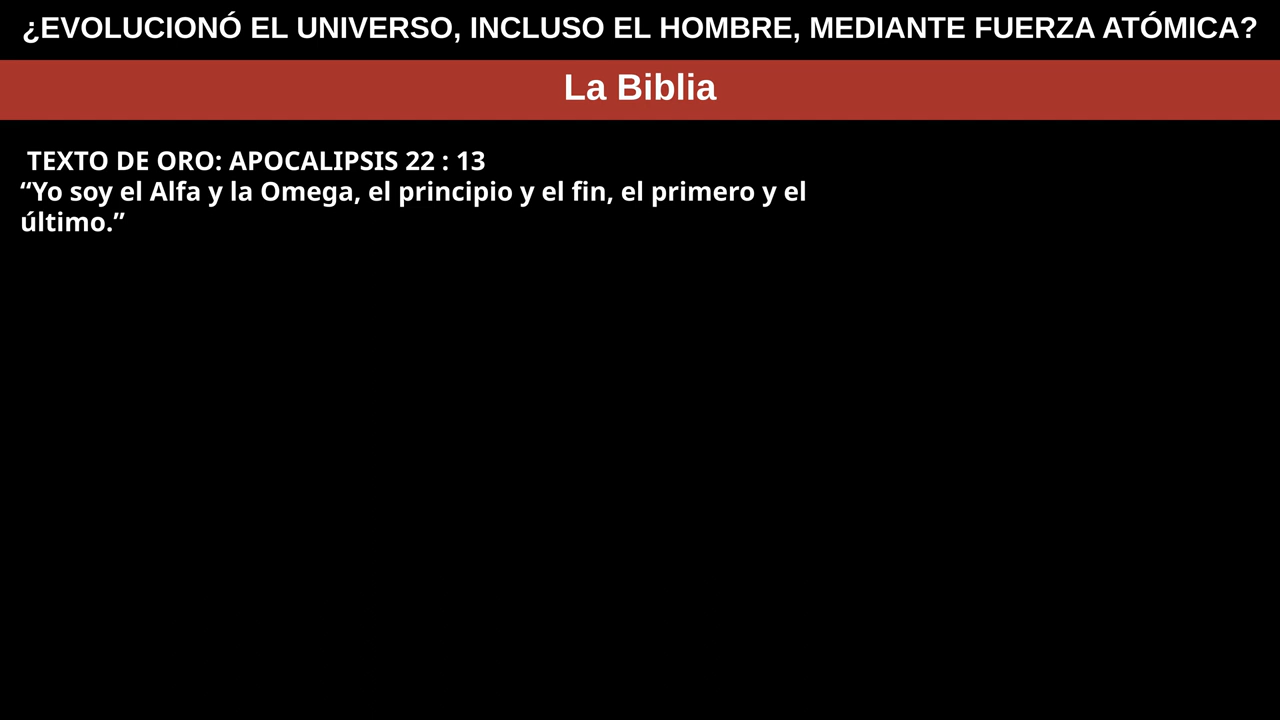 ¿EVOLUCIONÓ EL UNIVERSO, INCLUSO EL HOMBRE, MEDIANTE FUERZA ATÓMICA?
La Biblia
TEXTO DE ORO: APOCALIPSIS 22 : 13
“Yo soy el Alfa y la Omega, el principio y el fin, el primero y el
último.”